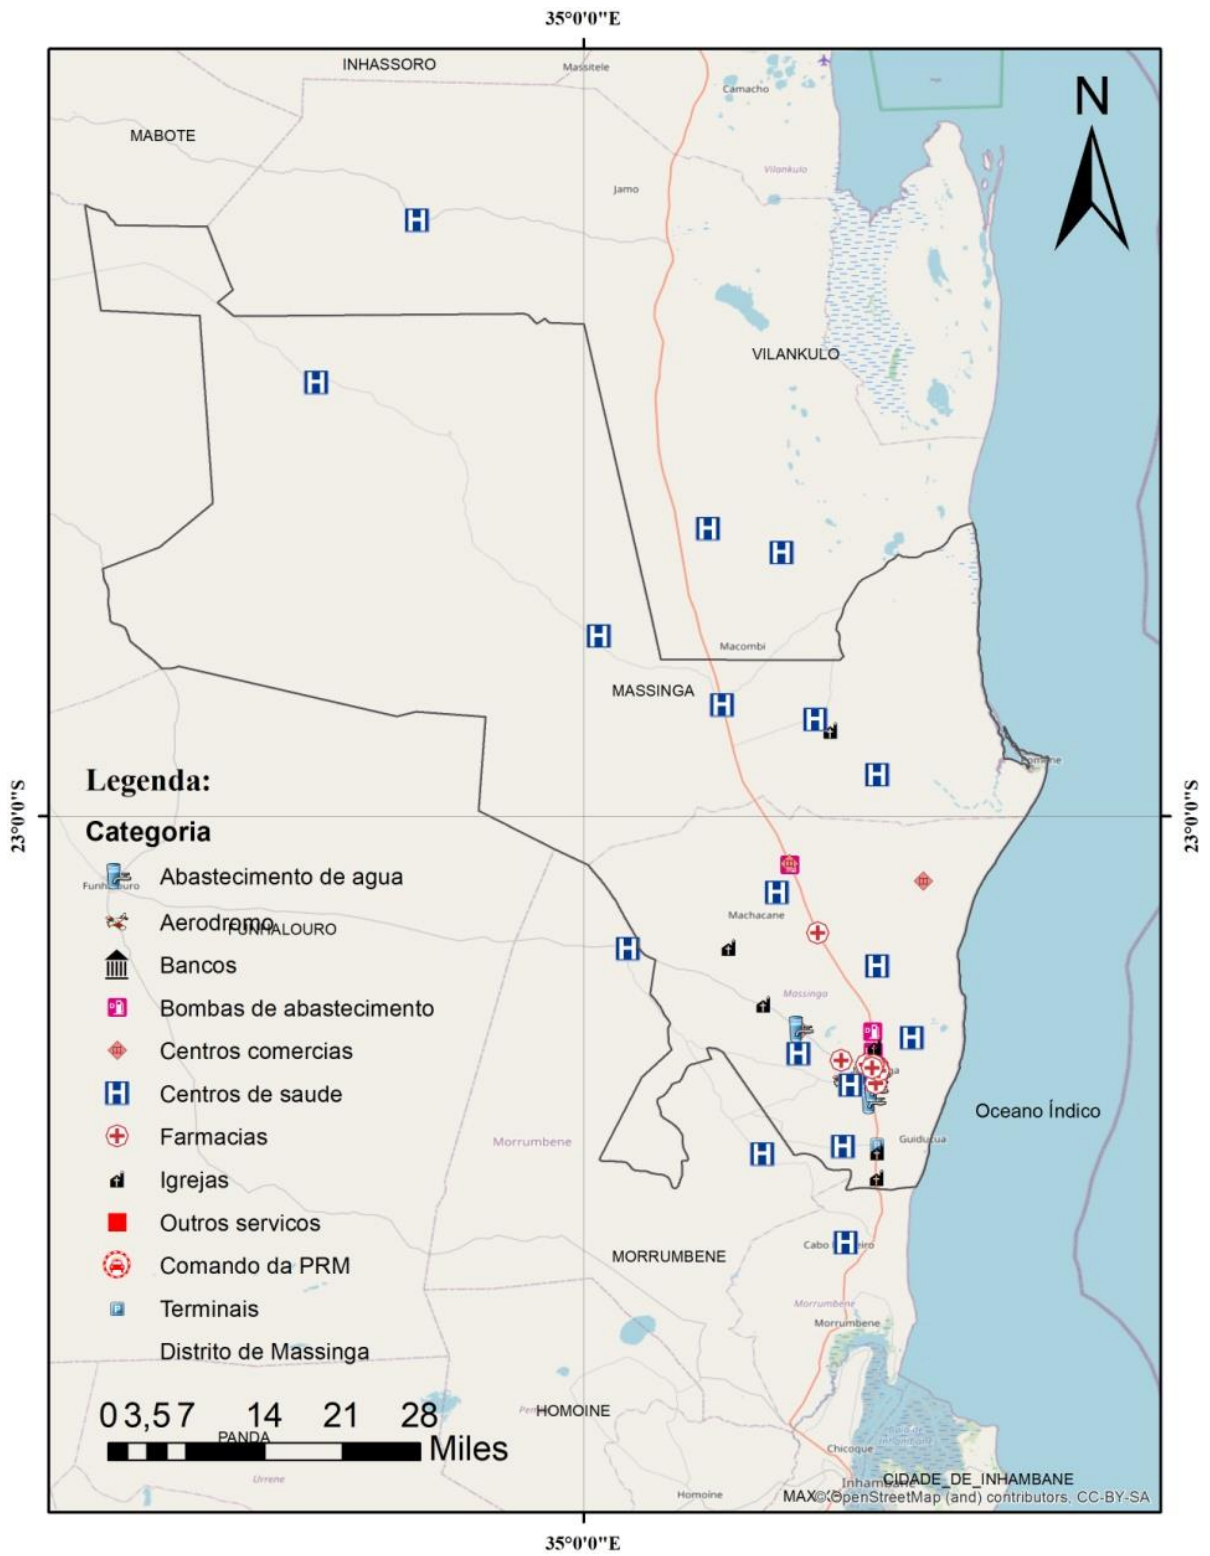 35°0'0"E
INHASSORO
Massitele
Camacho
N
MABOTE
Vilankulo
Jamo
VILANKULO
Macombi
MASSINGA
Pomene
23°0'0"S
23°0'0"S
Legenda:
Categoria
Abastecimento de agua
Funhalouro
Aerodromo
FUNHALOURO
Machacane
Bancos
Massinga
Bombas de abastecimento
Centros comercias
Centros de saude
Oceano Índico
Farmacias
Morrumbene
Guiducua
Igrejas
Outros servicos
Comando da PRM
MORRUMBENE
Terminais
Morrumbene
Morrumbene
Distrito de Massinga
0 3,5 7 14 21 28
Miles
PANDA
HOMOINE
Chicoque
Urrene
Homoine
Inhambane
CIDADE_DE_INHAMBANE
© OpenStreetMap (and) contributors, CC-BY-SA
35°0'0"E